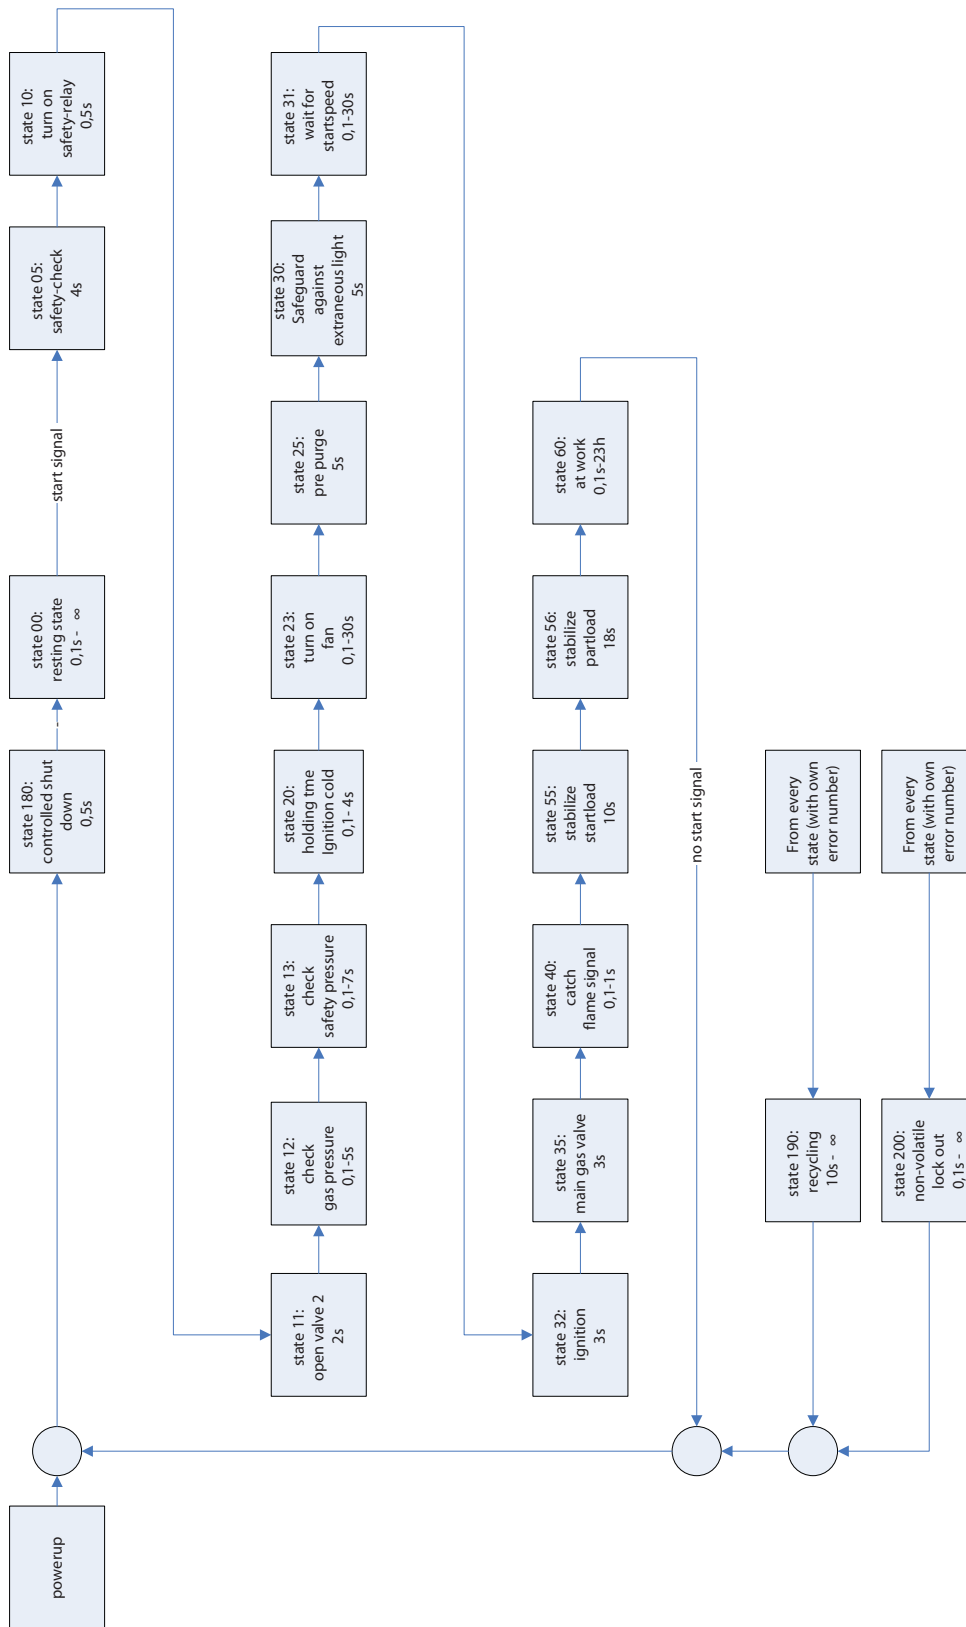 powerup
state 180:
controlled shut
down
0,5s
-
state 00:
resting state
0,1s - ∞
start signal
state 05:
safety-check
4s
state 10:
turn on
safety-relay
0,5s
state 11:
open valve 2
2s
state 12:
check
gas pressure
0,1-5s
state 13:
check
safety pressure
0,1-7s
state 20:
holding tme
Ignition cold
0,1- 4s
state 23:
turn on
fan
0,1-30s
state 25:
pre purge
5s
state 30:
Safeguard
against
extraneous light
5s
state 31:
wait for
startspeed
0,1-30s
state 32:
ignition
3s
state 35:
main gas valve
3s
state 40:
catch
flame signal
0,1-1s
state 55:
stabilize
startload
10s
state 56:
stabilize
partload
18s
state 60:
at work
0,1s-23h
no start signal
state 190:
recycling
10s - ∞
From every
state (with own
error number)
state 200:
non-volatile
lock out
0,1s - ∞
From every
state (with own
error number)